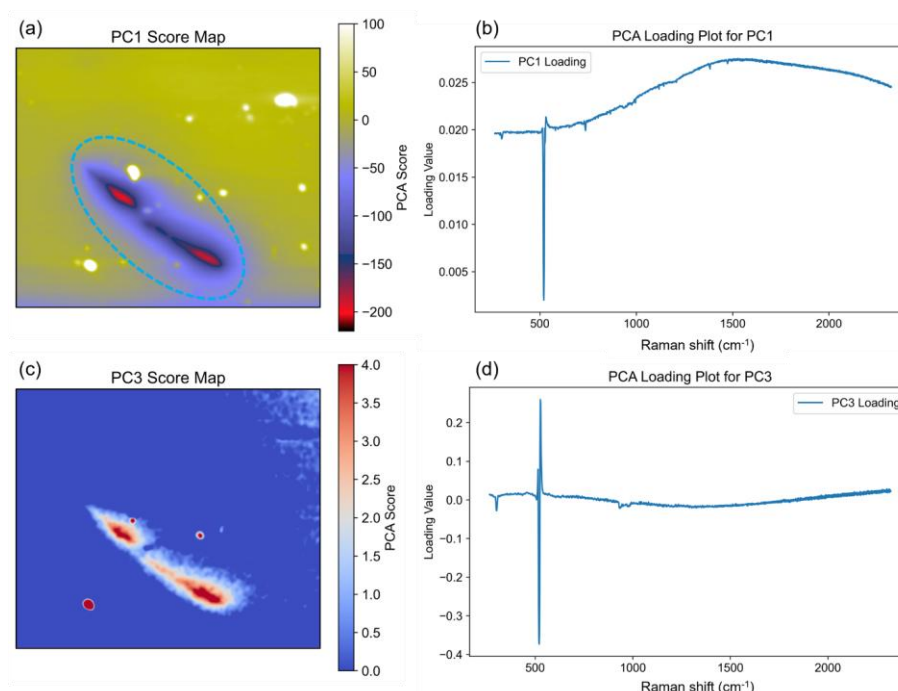 (a)
PC1 Score Map
100
50
0
−50
−100
−150
−200
PCA Score
(b)
PCA Loading Plot for PC1
PC1 Loading
0.025
0.020
0.015
0.010
0.005
Loading Value
500
1000
1500
2000
Raman shift (cm⁻¹)
(c)
PC3 Score Map
4.0
3.5
3.0
2.5
2.0
1.5
1.0
0.5
0.0
PCA Score
(d)
PCA Loading Plot for PC3
PC3 Loading
0.2
0.1
0.0
−0.1
−0.2
−0.3
−0.4
Loading Value
500
1000
1500
2000
Raman shift (cm⁻¹)